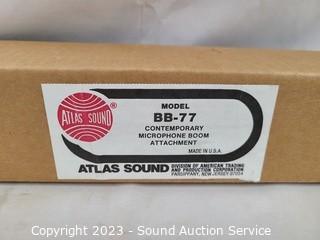 ATLAS SOUND
®
MODEL
BB-77
CONTEMPORARY
MICROPHONE BOOM
ATTACHMENT
MADE IN U.S.A.
ATLAS SOUND DIVISION OF AMERICAN TRADING
AND PRODUCTION CORPORATION
PARSIPPANY, NEW JERSEY 07054
Copyright 2023 - Sound Auction Service